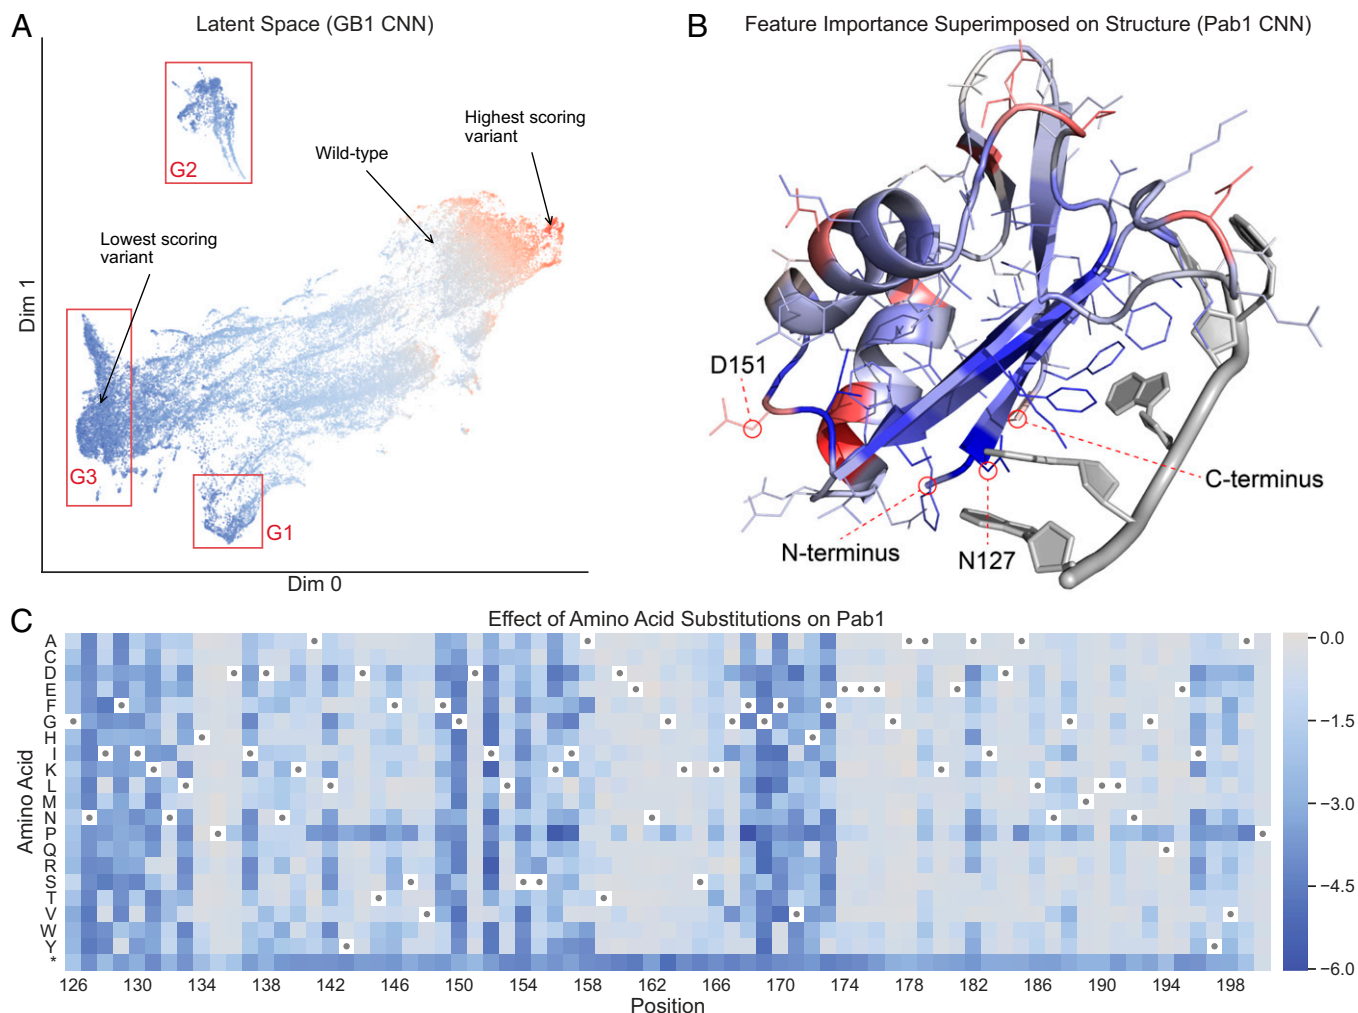 A
Latent Space (GB1 CNN)
Highest scoring
variant
Wild-type
G2
Lowest scoring
variant
G3
G1
Dim 1
Dim 0
B
Feature Importance Superimposed on Structure (Pab1 CNN)
D151
C-terminus
N-terminus
N127
C
Effect of Amino Acid Substitutions on Pab1
Amino Acid
A
C
D
E
F
G
H
I
K
L
M
N
P
Q
R
S
T
V
W
Y
*
126 130 134 138 142 146 150 154 158 162 166 170 174 178 182 186 190 194 198
Position
0.0
−1.5
−3.0
−4.5
−6.0